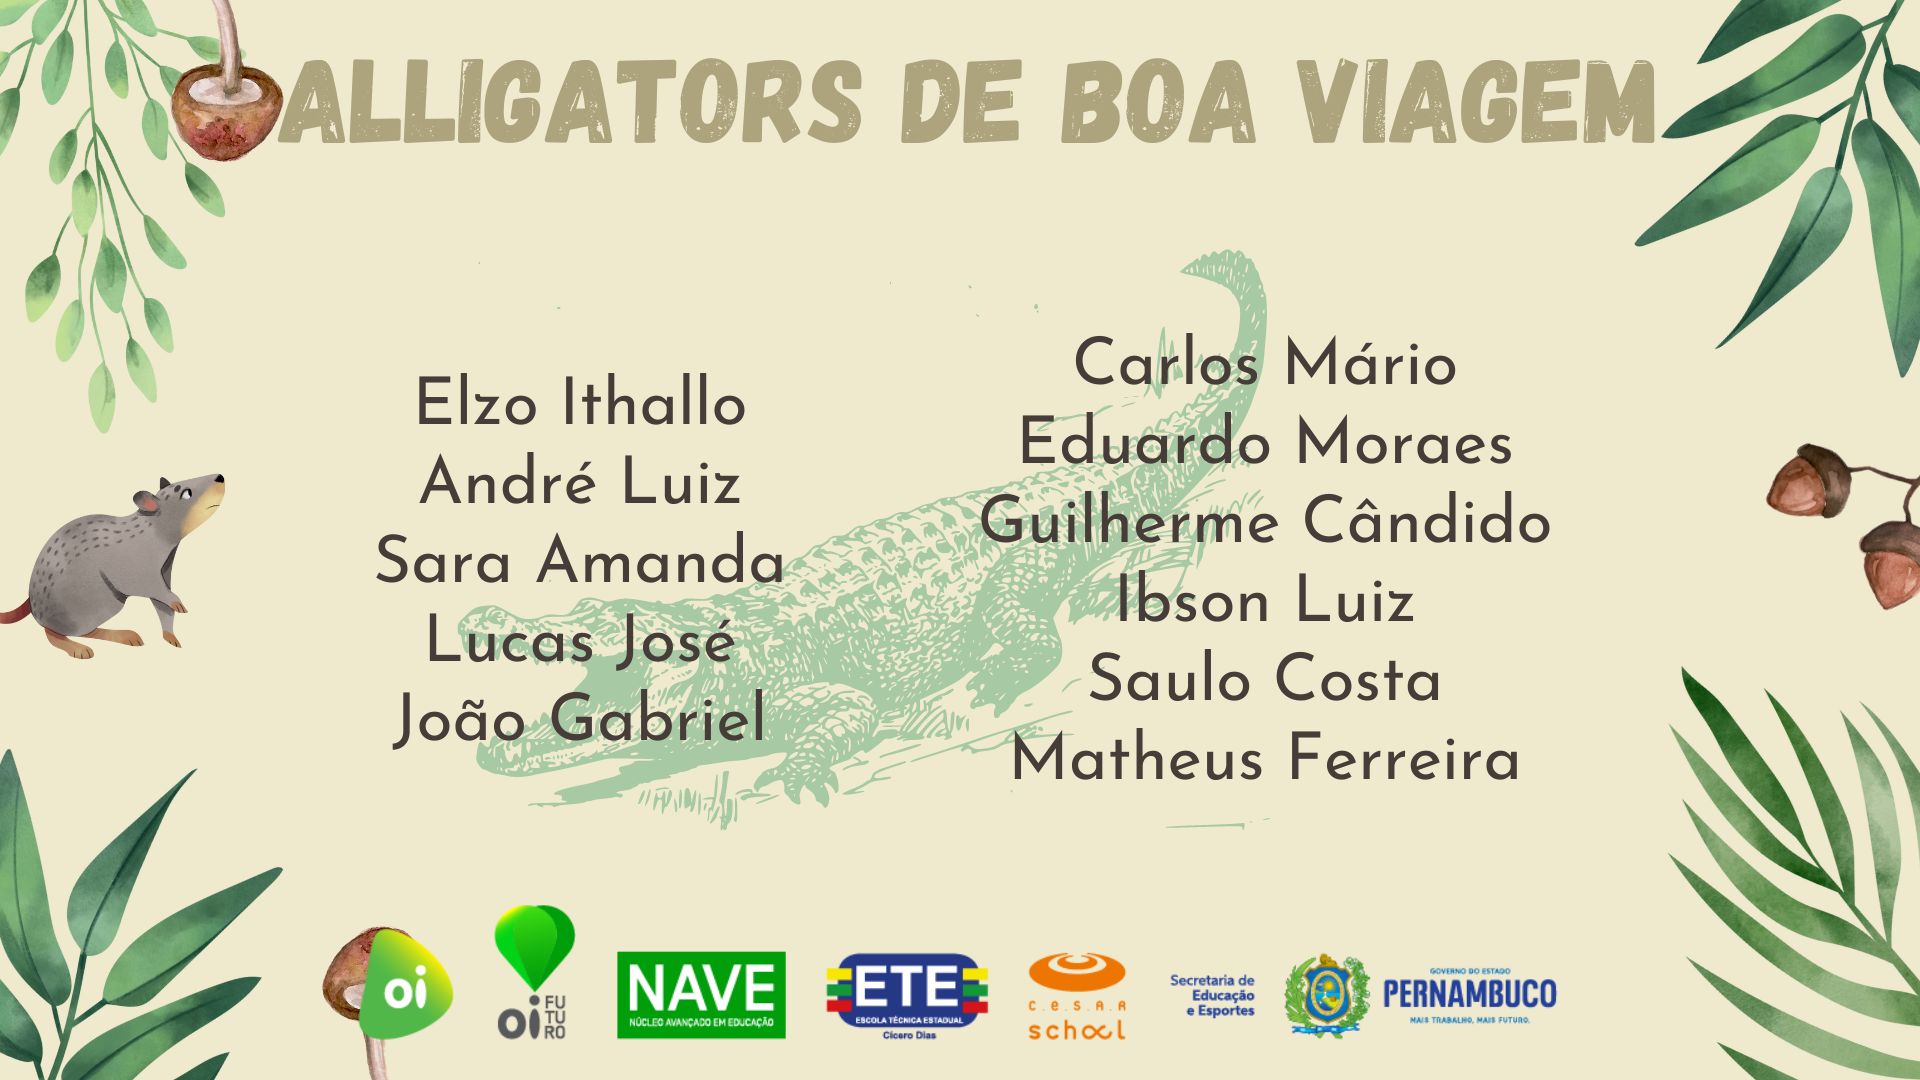 ALLIGATORS DE BOA VIAGEM
Elzo Ithallo
André Luiz
Sara Amanda
Lucas José
João Gabriel
Carlos Mário
Eduardo Moraes
Guilherme Cândido
Ibson Luiz
Saulo Costa
Matheus Ferreira
oi
oi FU
TU
RO
NAVE
NÚCLEO AVANÇADO EM EDUCAÇÃO
ETE
ESCOLA TÉCNICA ESTADUAL
Cícero Dias
C.E.S.A.R
school
Secretaria de
Educação
e Esportes
GOVERNO DO ESTADO
PERNAMBUCO
MAIS TRABALHO, MAIS FUTURO.